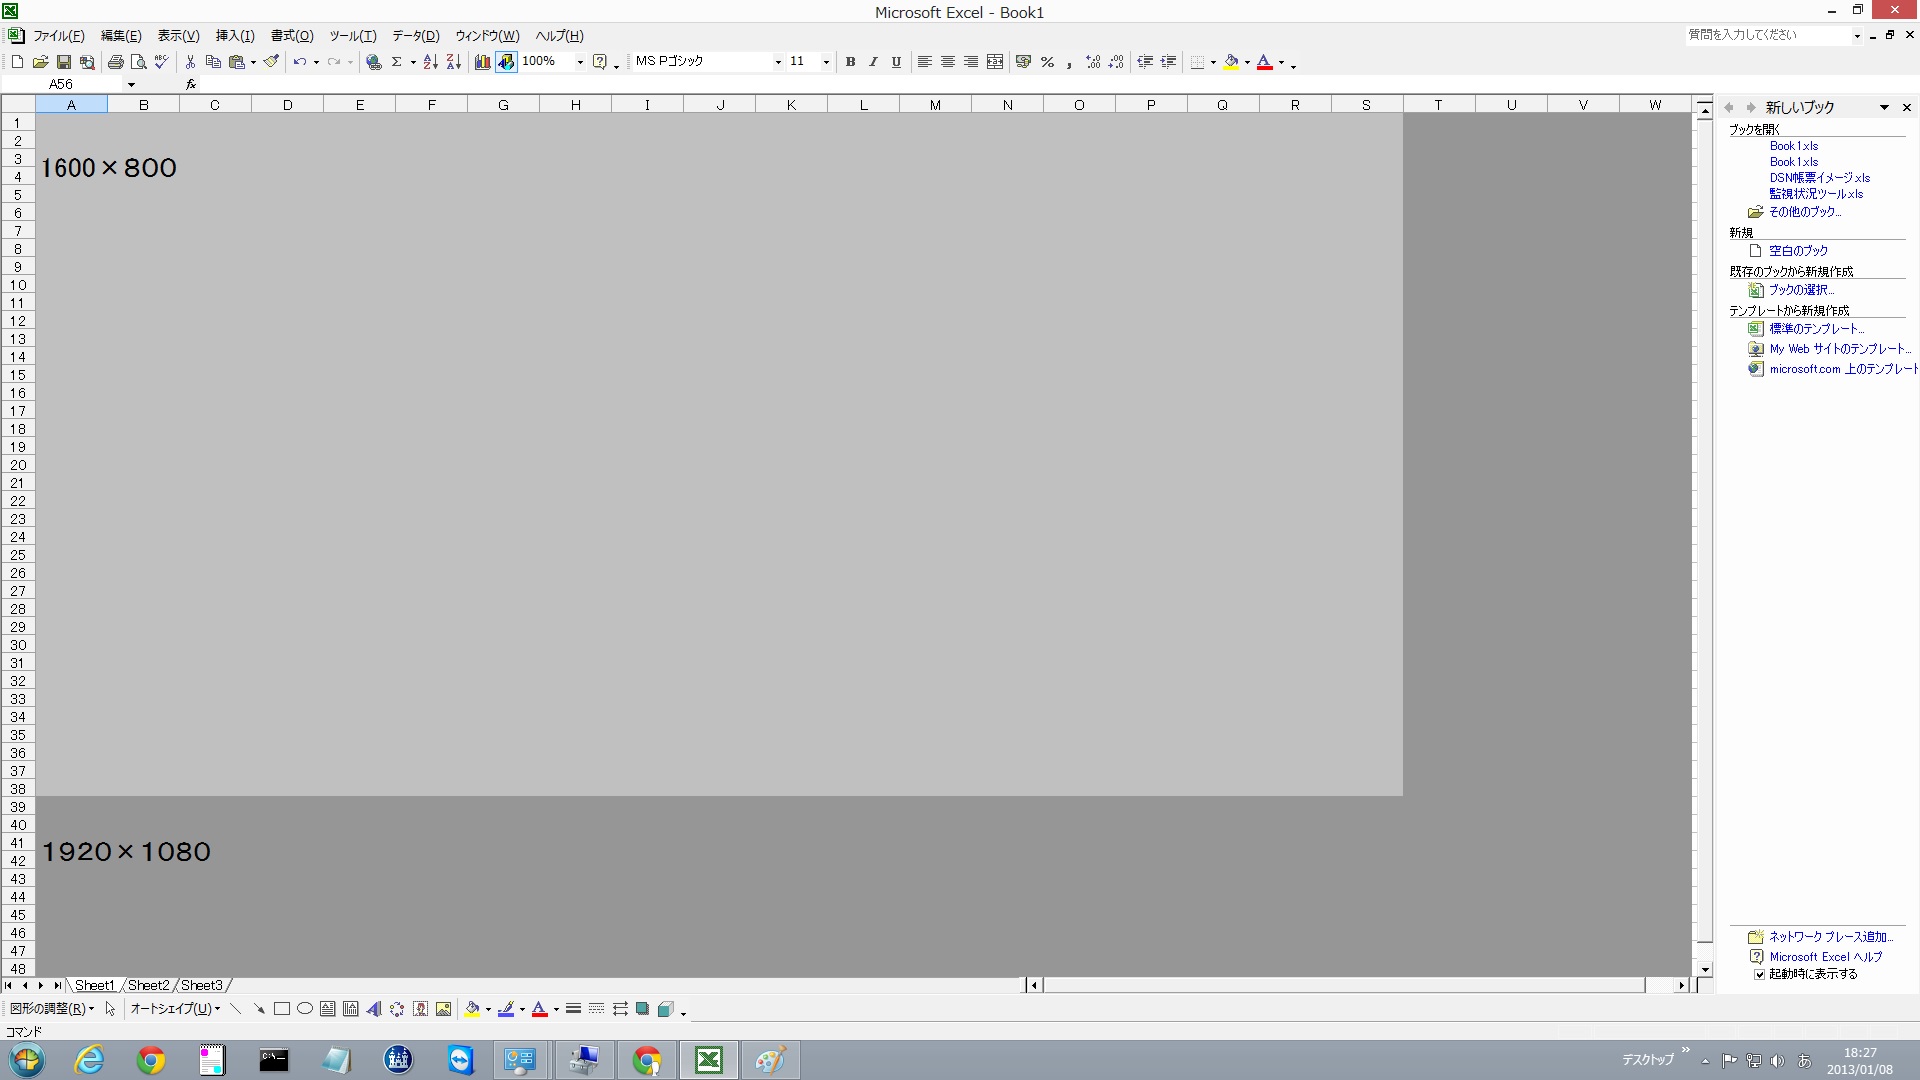 Microsoft Excel - Book1
ファイル(F) 編集(E) 表示(V) 挿入(I) 書式(O) ツール(T) データ(D) ウィンドウ(W) ヘルプ(H) 質問を入力してください
100% MS Pゴシック 11 B I U % ,
A56 fx
A B C D E F G H I J K L M N O P Q R S T U V W
1
2
3
4
5
6
7
8
9
10
11
12
13
14
15
16
17
18
19
20
21
22
23
24
25
26
27
28
29
30
31
32
33
34
35
36
37
38
39
40
41
42
43
44
45
46
47
48
1600×800
1920×1080
新しいブック
ブックを開く
Book1.xls
Book1.xls
DSN帳票イメージ.xls
監視状況ツール.xls
その他のブック...
新規
空白のブック
既存のブックから新規作成
ブックの選択...
テンプレートから新規作成
標準のテンプレート...
My Web サイトのテンプレート...
microsoft.com 上のテンプレート
ネットワーク プレース追加...
Microsoft Excel ヘルプ
起動時に表示する
Sheet1 Sheet2 Sheet3
図形の調整(R) オートシェイプ(U)
コマンド
デスクトップ あ 18:27
2013/01/08